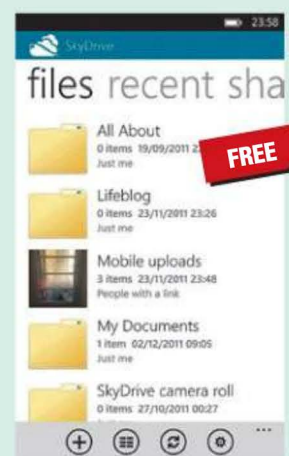 23:58
SkyDrive
files recent sha
All About
0 items 19/09/2011 2
Just me
FREE
Lifeblog
0 items 23/11/2011 23:26
Just me
Mobile uploads
3 items 23/11/2011 23:48
People with a link
My Documents
1 item 02/12/2011 09:05
Just me
SkyDrive camera roll
0 items 27/10/2011 00:27